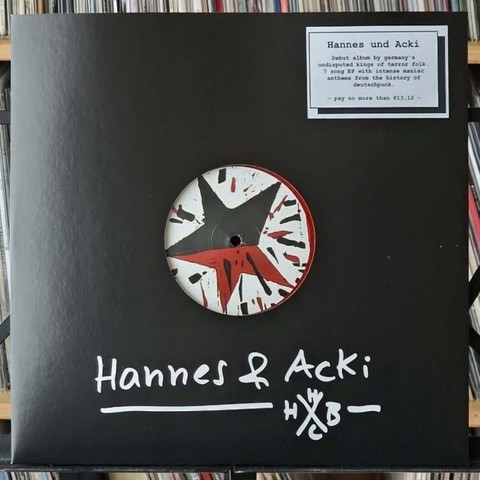 Hannes und Acki
Debut album by germany's
undisputed kings of terror folk.
7 song EP with intense maniac
anthems from the history of
deutschpunk.
- pay no more than €13,12 -
Hannes & Acki
H
H B
C